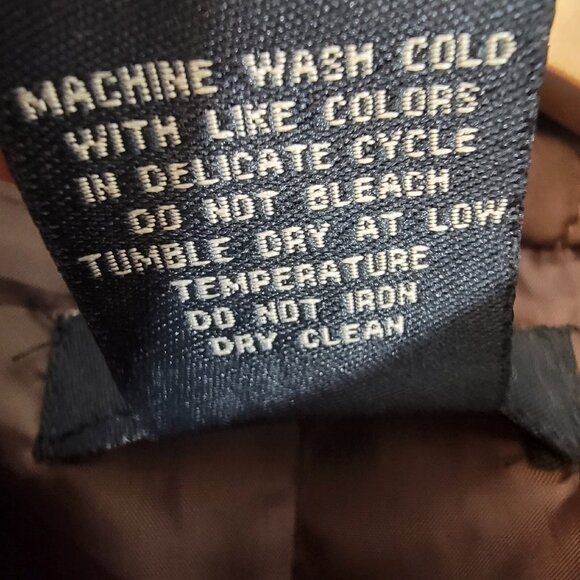 MACHINE WASH COLD
WITH LIKE COLORS
IN DELICATE CYCLE
DO NOT BLEACH
TUMBLE DRY AT LOW
TEMPERATURE
DO NOT IRON
DRY CLEAN